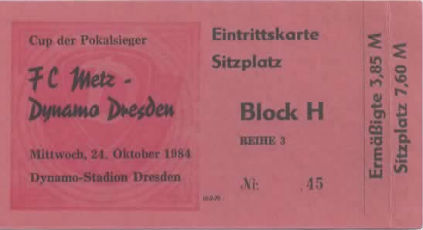 Cup der Pokalsieger
FC Metz -
Dynamo Dresden
Mittwoch, 24. Oktober 1984
Dynamo-Stadion Dresden
Eintrittskarte
Sitzplatz
Block H
REIHE 3
Nr. 45
Ermäßigte 3,85 M
Sitzplatz 7,60 M